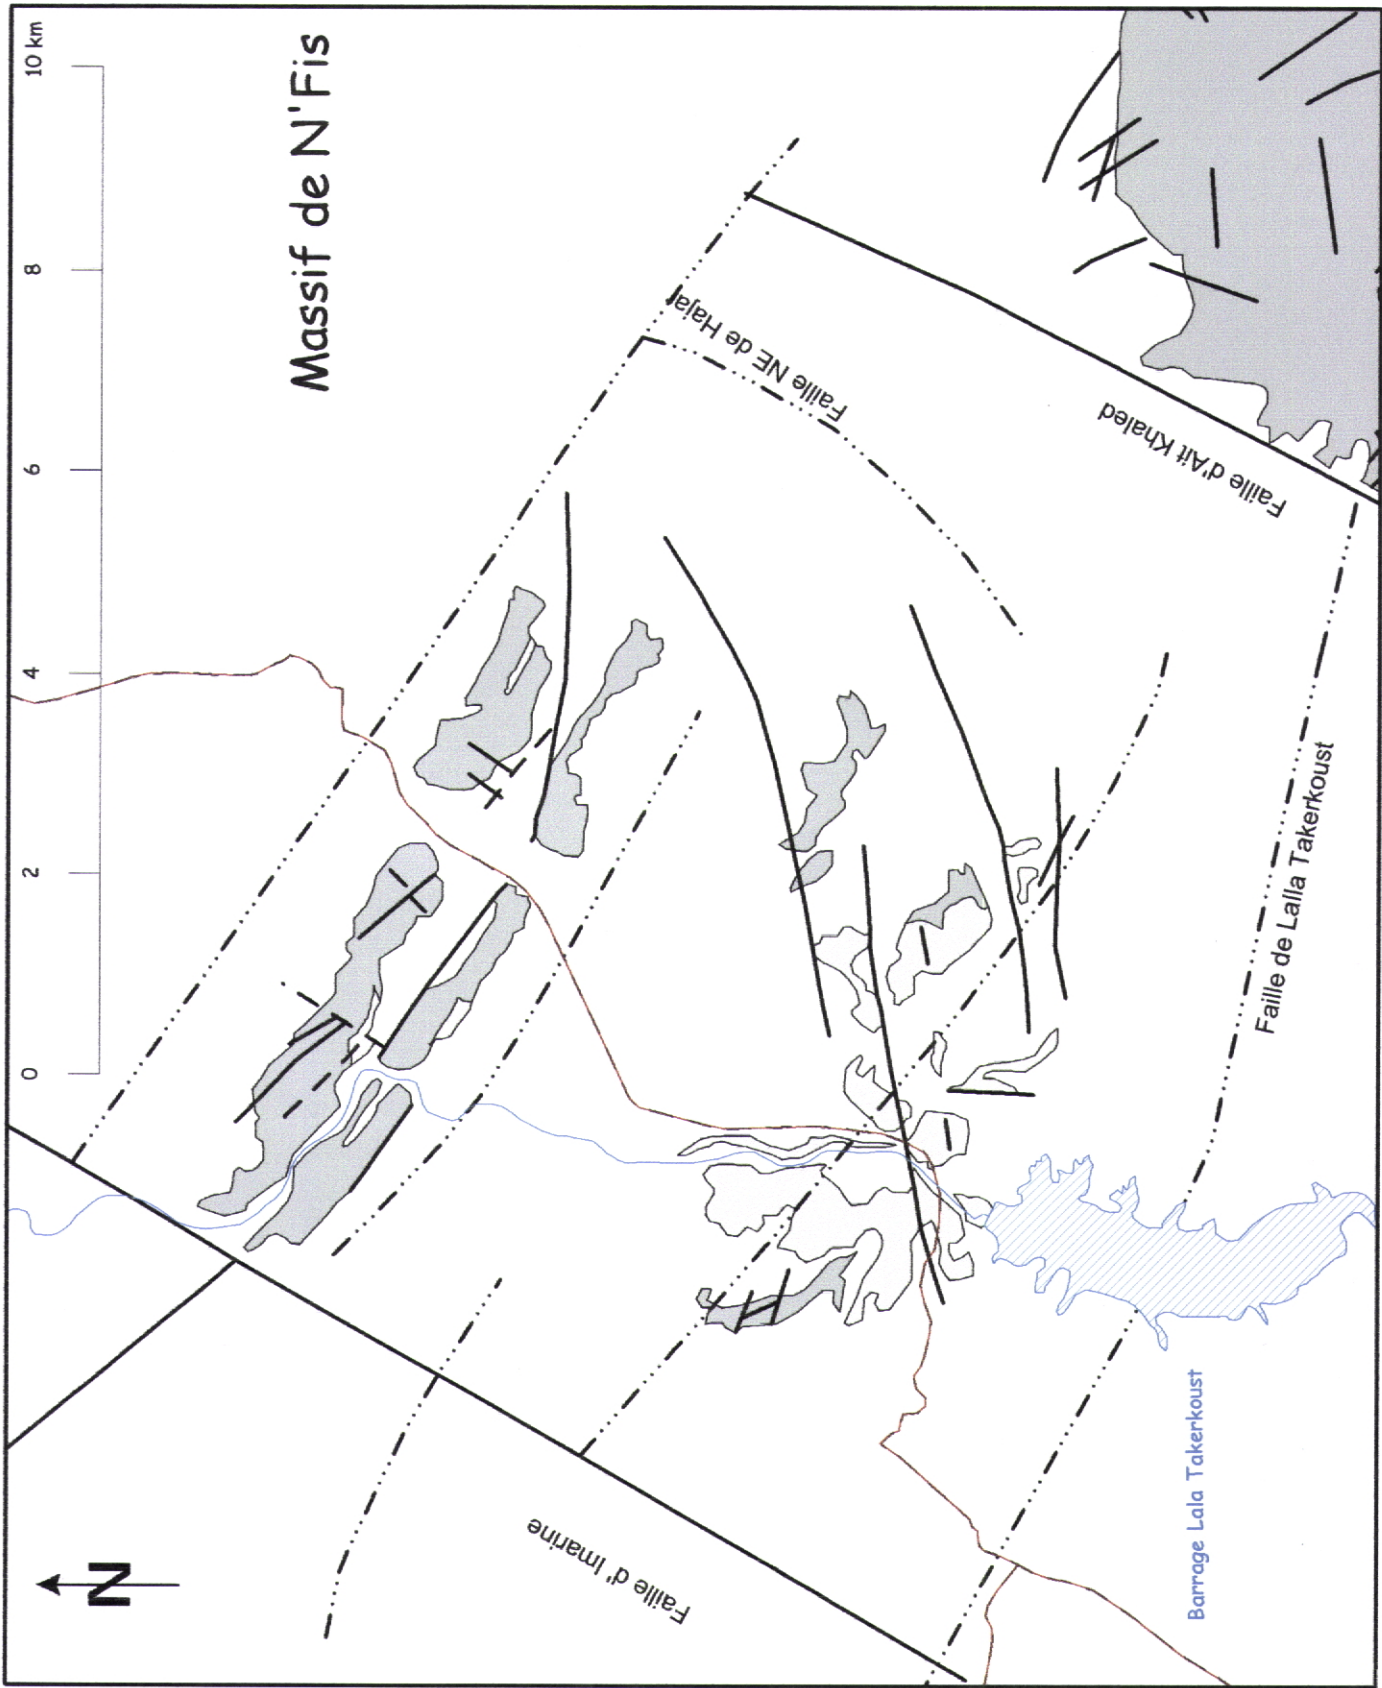 Massif de N'Fis
0 2 4 6 8 10 km
N
Faille NE de Hajar
Faille d'Ait Khaled
Faille de Lalla Takerkoust
Faille d' Imarine
Barrage Lala Takerkoust